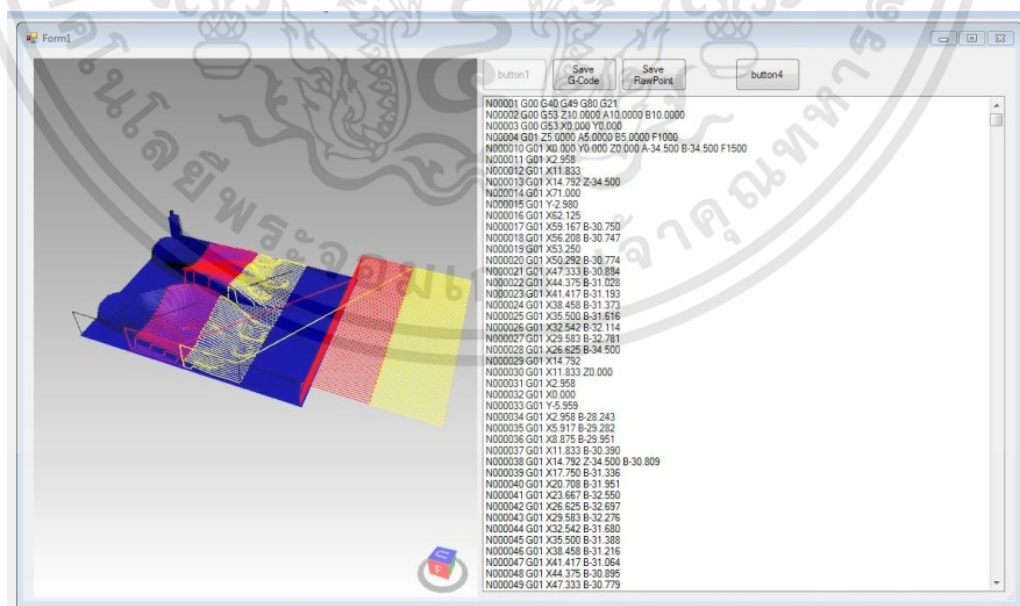 Form1
button1
Save
G-Code
Save
RawPoint
button4
N00001 G00 G40 G49 G80 G21
N00002 G00 G53 Z10.0000 A10.0000 B10.0000
N00003 G00 G53 X0.000 Y0.000
N00004 G01 Z5.0000 A5.0000 B5.0000 F1000
N000010 G01 X0.000 Y0.000 Z0.000 A-34.500 B-34.500 F1500
N000011 G01 X2.958
N000012 G01 X11.833
N000013 G01 X14.792 Z-34.500
N000014 G01 X71.000
N000015 G01 Y-2.980
N000016 G01 X62.125
N000017 G01 X59.167 B-30.750
N000018 G01 X56.208 B-30.747
N000019 G01 X53.250
N000020 G01 X50.292 B-30.774
N000021 G01 X47.333 B-30.884
N000022 G01 X44.375 B-31.028
N000023 G01 X41.417 B-31.193
N000024 G01 X38.458 B-31.373
N000025 G01 X35.500 B-31.616
N000026 G01 X32.542 B-32.114
N000027 G01 X29.583 B-32.781
N000028 G01 X26.625 B-34.500
N000029 G01 X14.792
N000030 G01 X11.833 Z0.000
N000031 G01 X2.958
N000032 G01 X0.000
N000033 G01 Y-5.959
N000034 G01 X2.958 B-28.243
N000035 G01 X5.917 B-29.282
N000036 G01 X8.875 B-29.951
N000037 G01 X11.833 B-30.390
N000038 G01 X14.792 Z-34.500 B-30.809
N000039 G01 X17.750 B-31.336
N000040 G01 X20.708 B-31.951
N000041 G01 X23.667 B-32.550
N000042 G01 X26.625 B-32.697
N000043 G01 X29.583 B-32.276
N000044 G01 X32.542 B-31.680
N000045 G01 X35.500 B-31.388
N000046 G01 X38.458 B-31.216
N000047 G01 X41.417 B-31.064
N000048 G01 X44.375 B-30.895
N000049 G01 X47.333 B-30.779
F